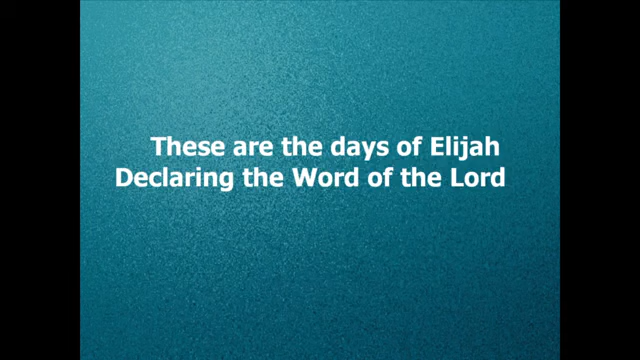 These are the days of Elijah
Declaring the Word of the Lord